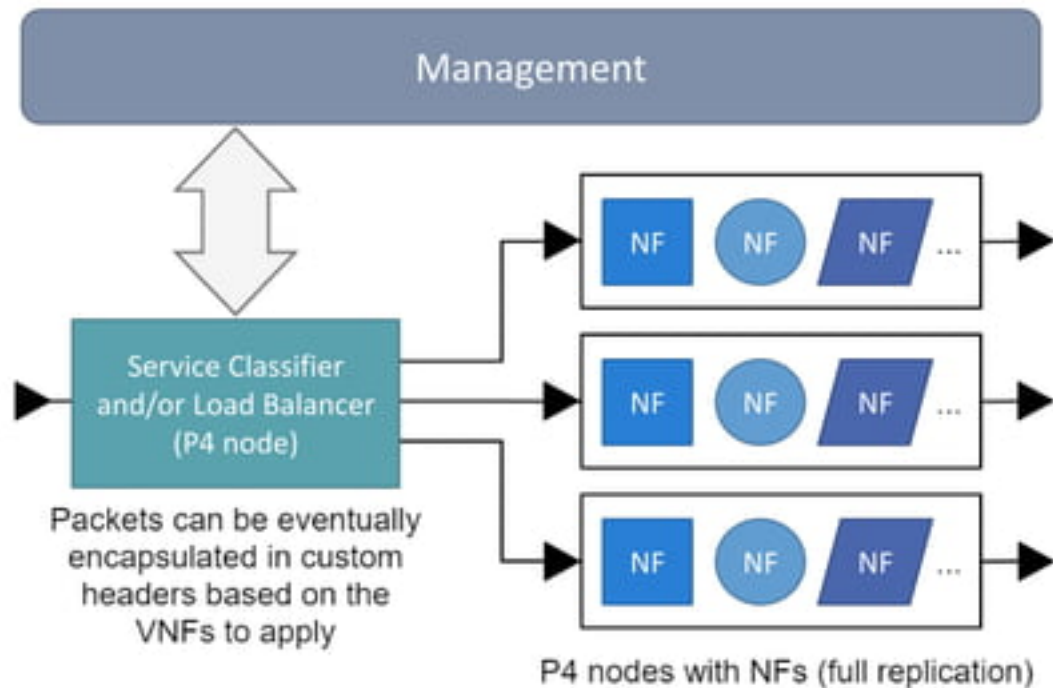 Management
NF NF NF ...
Service Classifier
and/or Load Balancer
(P4 node)
NF NF NF ...
Packets can be eventually
encapsulated in custom
headers based on the
VNFs to apply
NF NF NF ...
P4 nodes with NFs (full replication)